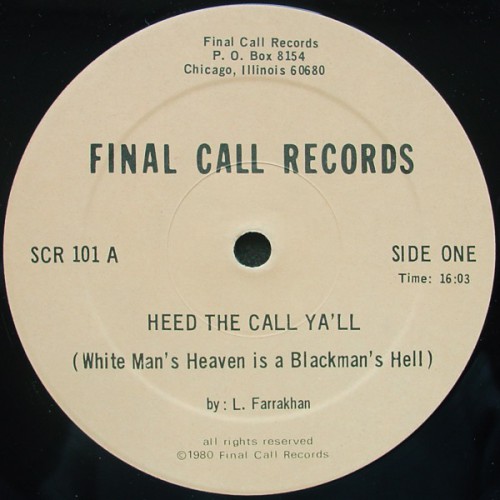 Final Call Records
P. O. Box 8154
Chicago, Illinois 60680
FINAL CALL RECORDS
SCR 101 A
SIDE ONE
Time: 16:03
HEED THE CALL YA'LL
(White Man's Heaven is a Blackman's Hell)
by: L. Farrakhan
all rights reserved
©1980 Final Call Records